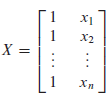 X = [ 1 x₁
1 x₂
⋮ ⋮
1 xₙ ]